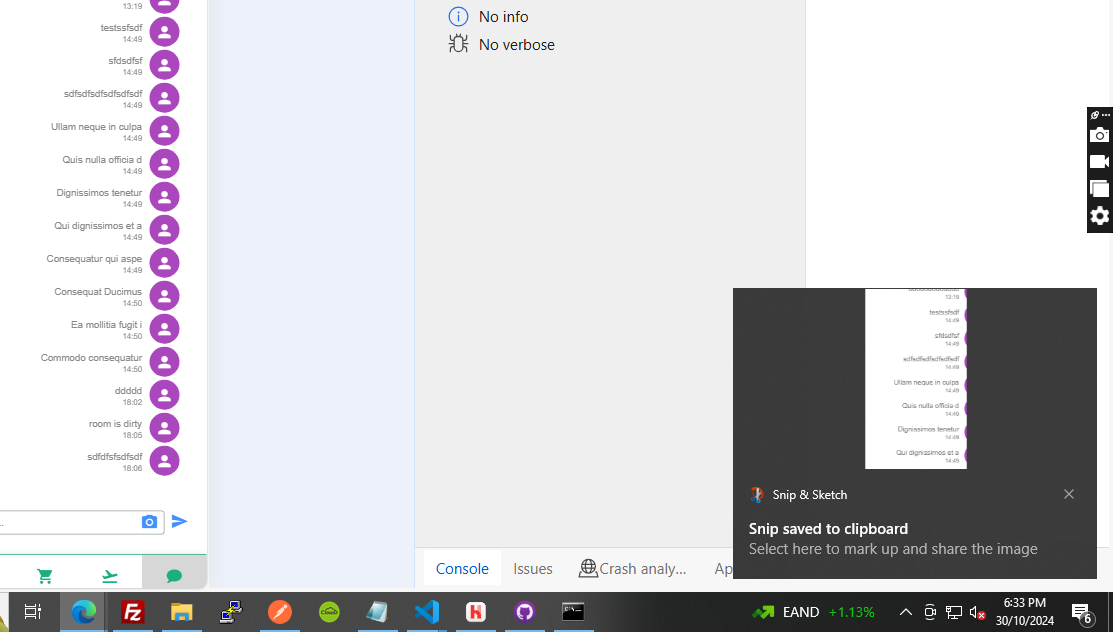 13:19
testssfsdf
14:49
sfdsdfsf
14:49
sdfsdfsdfsdfsdfsdf
14:49
Ullam neque in culpa
14:49
Quis nulla officia d
14:49
Dignissimos tenetur
14:49
Qui dignissimos et a
14:49
Consequatur qui aspe
14:49
Consequat Ducimus
14:50
Ea mollitia fugit i
14:50
Commodo consequatur
14:50
ddddd
18:02
room is dirty
18:05
sdfdfsfsdfsdf
18:06
..
No info
No verbose
13:19
testssfsdf
14:49
sfdsdfsf
14:49
sdfsdfsdfsdfsdfsdf
14:49
Ullam neque in culpa
14:49
Quis nulla officia d
14:49
Dignissimos tenetur
14:49
Qui dignissimos et a
14:49
Snip & Sketch
Snip saved to clipboard
Select here to mark up and share the image
Console Issues Crash analy... Ap
EAND +1.13%
6:33 PM
30/10/2024
6